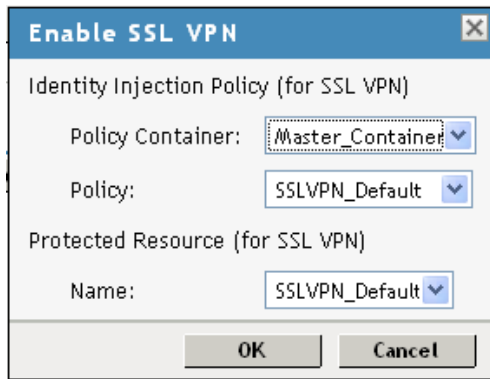 Enable SSL VPN
Identity Injection Policy (for SSL VPN)
Policy Container: Master_Container
Policy: SSLVPN_Default
Protected Resource (for SSL VPN)
Name: SSLVPN_Default
OK Cancel